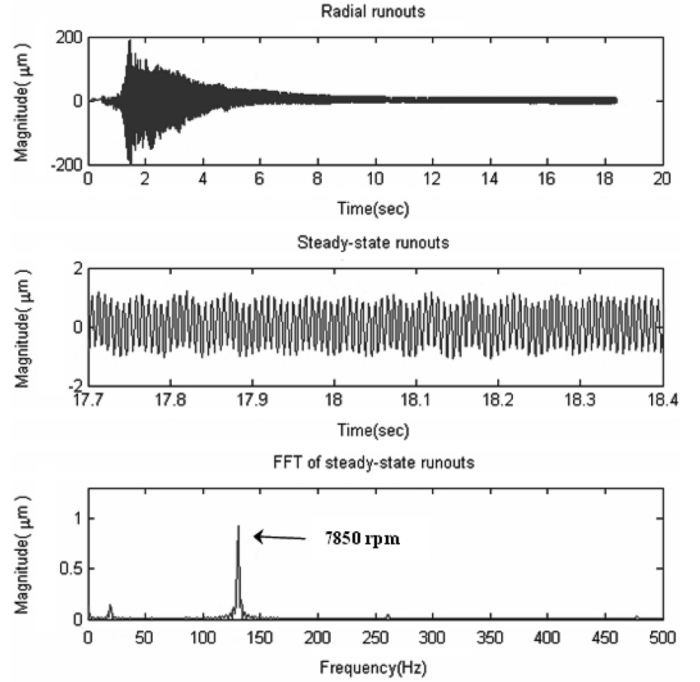 Radial runouts
Magnitude( μm )
200
0
-200
0 2 4 6 8 10 12 14 16 18 20
Time(sec)
Steady-state runouts
Magnitude( μm )
2
0
-2
17.7 17.8 17.9 18 18.1 18.2 18.3 18.4
Time(sec)
FFT of steady-state runouts
Magnitude( μm )
1
0.5
0
7850 rpm
0 50 100 150 200 250 300 350 400 450 500
Frequency(Hz)